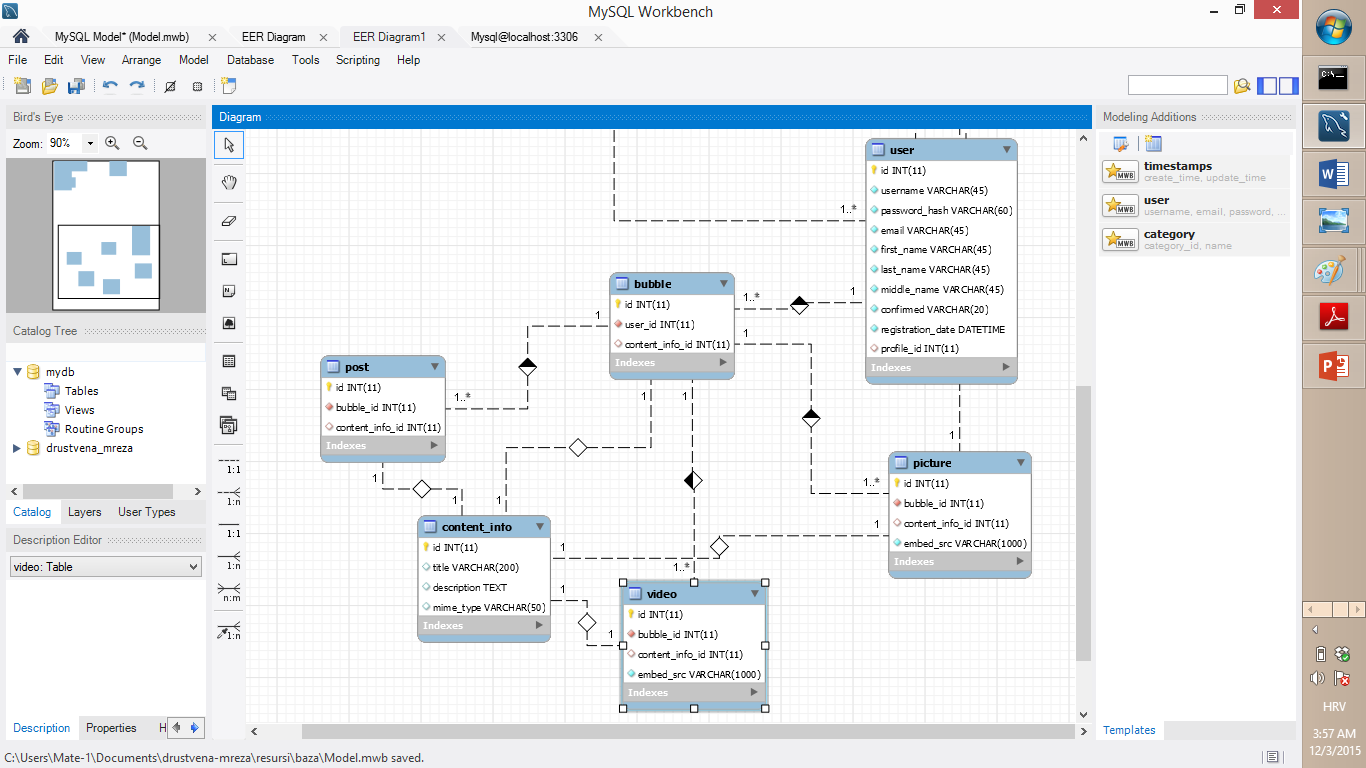 MySQL Workbench
MySQL Model* (Model.mwb)
EER Diagram
EER Diagram1
Mysql@localhost:3306
File Edit View Arrange Model Database Tools Scripting Help
Bird's Eye
Zoom: 90%
Catalog Tree
mydb
Tables
Views
Routine Groups
drustvena_mreza
Catalog Layers User Types
Description Editor
video: Table
Description Properties H
Diagram
1:1
1:n
1:1
1:n
n:m
1:n
user
id INT(11)
username VARCHAR(45)
password_hash VARCHAR(60)
email VARCHAR(45)
first_name VARCHAR(45)
last_name VARCHAR(45)
middle_name VARCHAR(45)
confirmed VARCHAR(20)
registration_date DATETIME
profile_id INT(11)
Indexes
1..*
1
1..*
1
bubble
id INT(11)
user_id INT(11)
content_info_id INT(11)
Indexes
1
1
1
1
1..*
post
id INT(11)
bubble_id INT(11)
content_info_id INT(11)
Indexes
1
1
1
content_info
id INT(11)
title VARCHAR(200)
description TEXT
mime_type VARCHAR(50)
Indexes
1
1
1
1..*
video
id INT(11)
bubble_id INT(11)
content_info_id INT(11)
embed_src VARCHAR(1000)
Indexes
1
1..*
1
picture
id INT(11)
bubble_id INT(11)
content_info_id INT(11)
embed_src VARCHAR(1000)
Indexes
Modeling Additions
MWB
timestamps
create_time, update_time
MWB
user
username, email, password, ...
MWB
category
category_id, name
Templates
C:\Users\Mate-1\Documents\drustvena-mreza\resursi\baza\Model.mwb saved.
C:\_
HRV
3:57 AM
12/3/2015